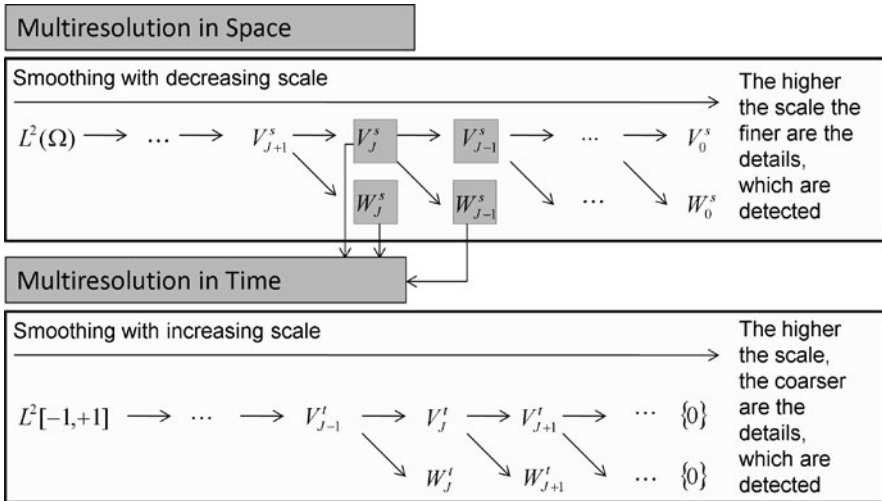 Multiresolution in Space
Smoothing with decreasing scale
The higher
the scale the
finer are the
details,
which are
detected
L²(Ω) → ⋯ → V^s_{J+1} → V^s_J → V^s_{J-1} → ⋯ → V^s_0
W^s_J W^s_{J-1} ⋯ W^s_0
Multiresolution in Time
Smoothing with increasing scale
The higher
the scale,
the coarser
are the
details,
which are
detected
L²[-1,+1] → ⋯ → V^t_{J-1} → V^t_J → V^t_{J+1} → ⋯ {0}
W^t_J W^t_{J+1} ⋯ {0}